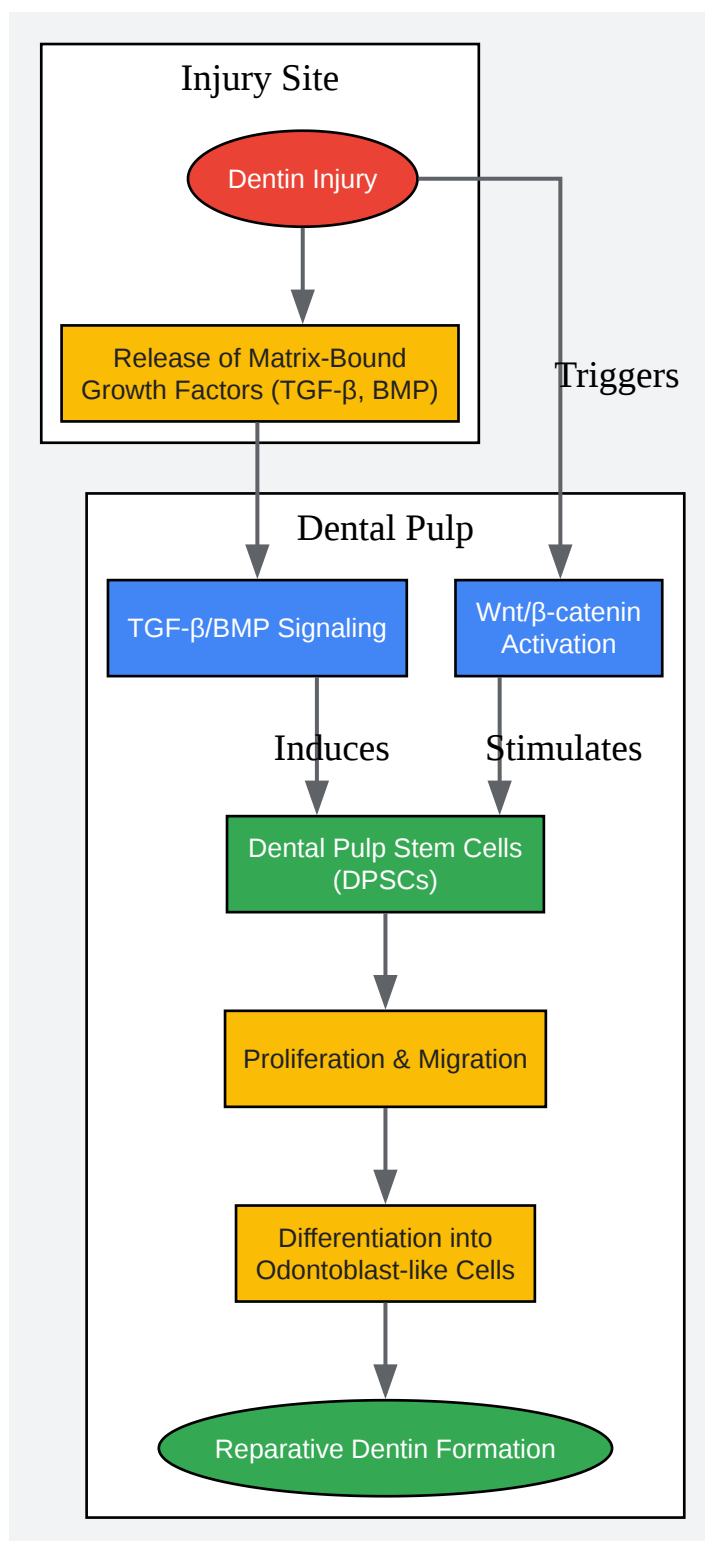 Injury Site
Dentin Injury
Release of Matrix-Bound
Growth Factors (TGF-β, BMP)
Triggers
Dental Pulp
TGF-β/BMP Signaling
Wnt/β-catenin
Activation
Induces
Stimulates
Dental Pulp Stem Cells
(DPSCs)
Proliferation & Migration
Differentiation into
Odontoblast-like Cells
Reparative Dentin Formation